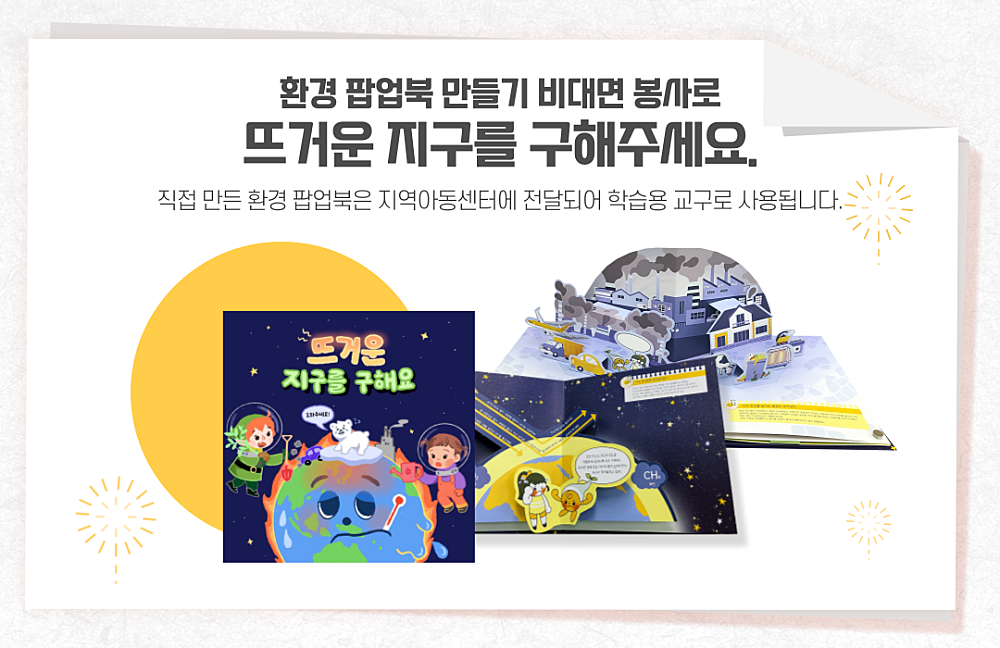 환경 팝업북 만들기 비대면 봉사로
뜨거운 지구를 구해주세요.
직접 만든 환경 팝업북은 지역아동센터에 전달되어 학습용 교구로 사용됩니다.
뜨거운
지구를 구해요
도와주세요!
CH₄